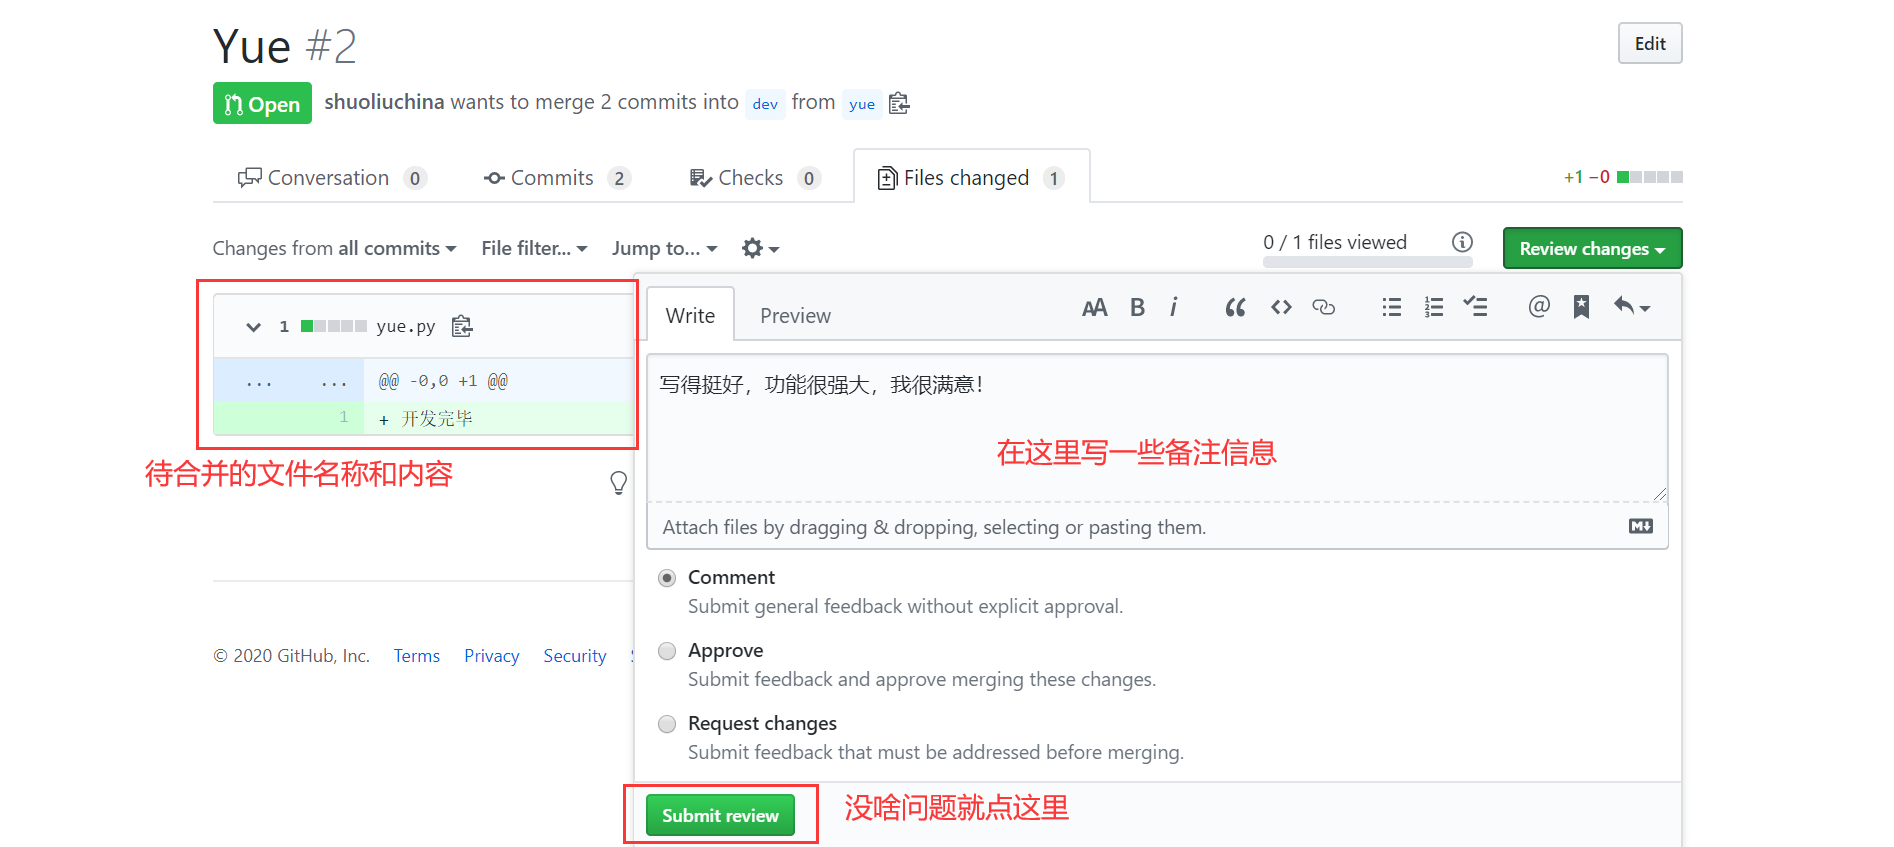 Yue #2
Edit
Open shuoliuchina wants to merge 2 commits into dev from yue
Conversation 0 Commits 2 Checks 0 Files changed 1 +1 −0
Changes from all commits File filter... Jump to... 0 / 1 files viewed Review changes
1 yue.py
... ... @@ -0,0 +1 @@
1 + 开发完毕
待合并的文件名称和内容
Write Preview
写得挺好，功能很强大，我很满意！
在这里写一些备注信息
Attach files by dragging & dropping, selecting or pasting them.
Comment
Submit general feedback without explicit approval.
Approve
Submit feedback and approve merging these changes.
Request changes
Submit feedback that must be addressed before merging.
Submit review 没啥问题就点这里
© 2020 GitHub, Inc. Terms Privacy Security